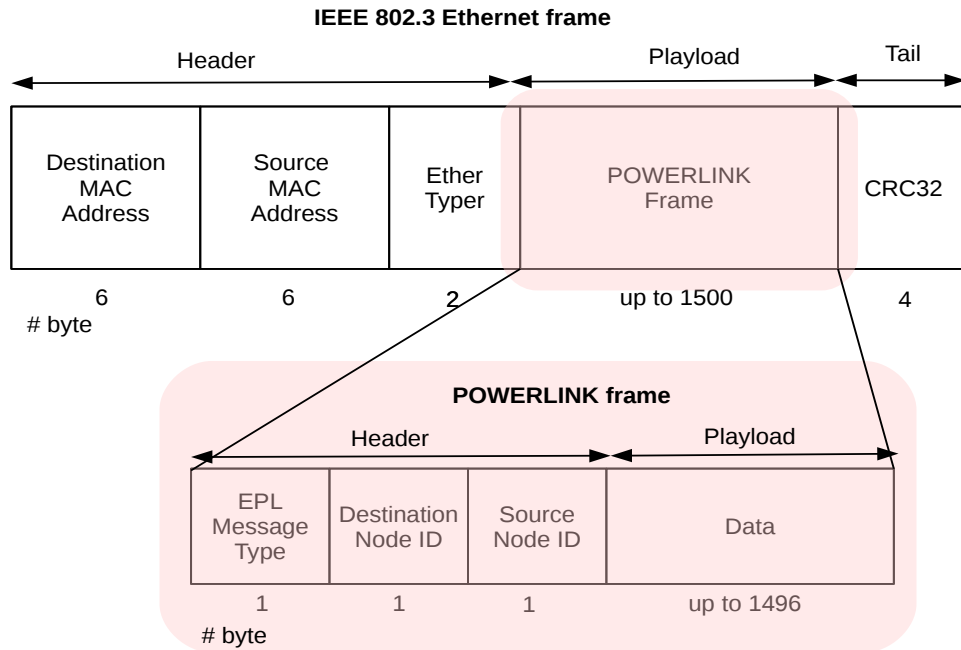 IEEE 802.3 Ethernet frame
Header
Playload
Tail
Destination
MAC
Address
Source
MAC
Address
Ether
Typer
POWERLINK
Frame
CRC32
6
6
2
up to 1500
4
# byte
POWERLINK frame
Header
Playload
EPL
Message
Type
Destination
Node ID
Source
Node ID
Data
1
1
1
up to 1496
# byte